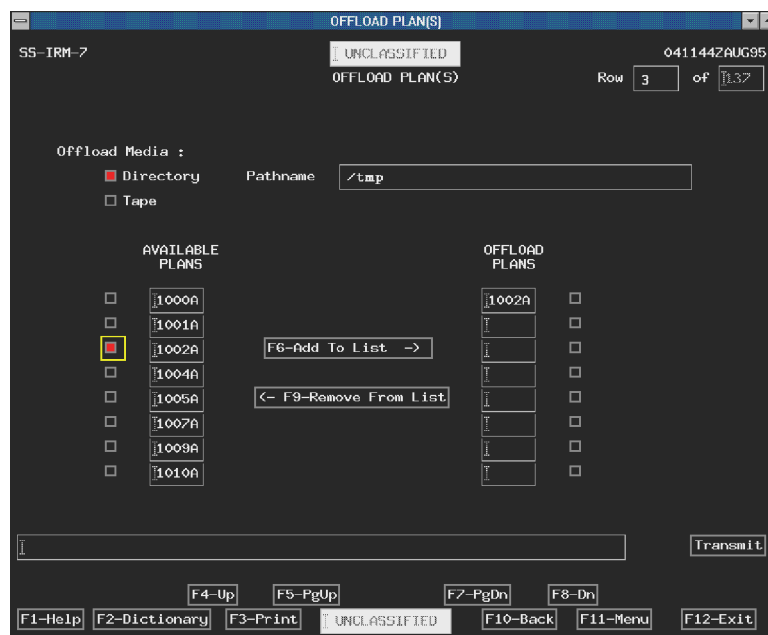 OFFLOAD PLAN(S)
SS-IRM-7 UNCLASSIFIED 041144ZAUG95
OFFLOAD PLAN(S) Row 3 of 137
Offload Media :
Directory Pathname /tmp
Tape
AVAILABLE PLANS OFFLOAD PLANS
1000A 1002A
1001A
1002A F6-Add To List ->
1004A
1005A <- F9-Remove From List
1007A
1009A
1010A
Transmit
F4-Up F5-PgUp F7-PgDn F8-Dn
F1-Help F2-Dictionary F3-Print UNCLASSIFIED F10-Back F11-Menu F12-Exit